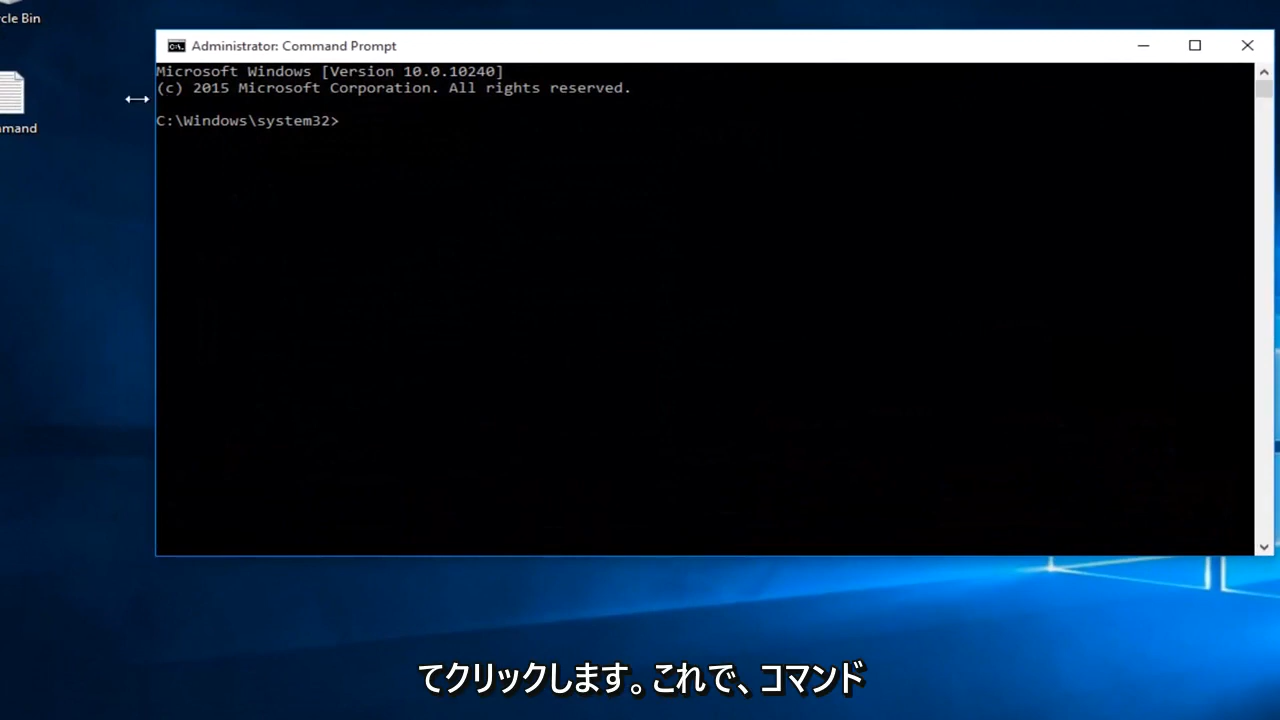 cle Bin
Administrator: Command Prompt
Microsoft Windows [Version 10.0.10240]
(c) 2015 Microsoft Corporation. All rights reserved.
mand
C:\Windows\system32>
てクリックします。これで、コマンド